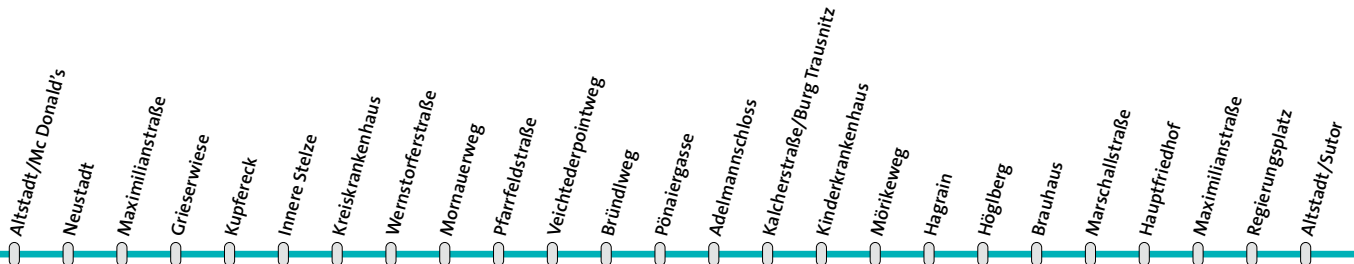 Altstadt/Mc Donald's
Neustadt
Maximilianstraße
Grieserwiese
Kupfereck
Innere Stelze
Kreiskrankenhaus
Wernstorferstraße
Mornauerweg
Pfarrfeldstraße
Veichtederpointweg
Bründlweg
Pönaiergasse
Adelmannschloss
Kalcherstraße/Burg Trausnitz
Kinderkrankenhaus
Mörikeweg
Hagrain
Höglberg
Brauhaus
Marschallstraße
Hauptfriedhof
Maximilianstraße
Regierungsplatz
Altstadt/Sutor